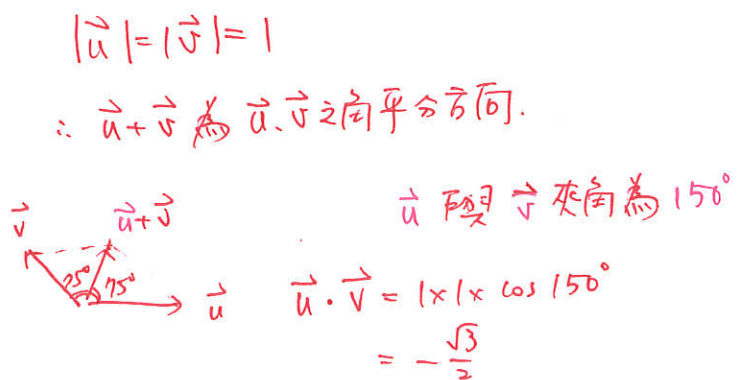 |u⃗|=|v⃗|=1
∴ u⃗+v⃗ 為 u⃗、v⃗ 之角平分方向.
u⃗ 與 v⃗ 夾角為 150°
v⃗ u⃗+v⃗
75° 75° u⃗
u⃗·v⃗ = 1×1×cos 150°
= -√3/2